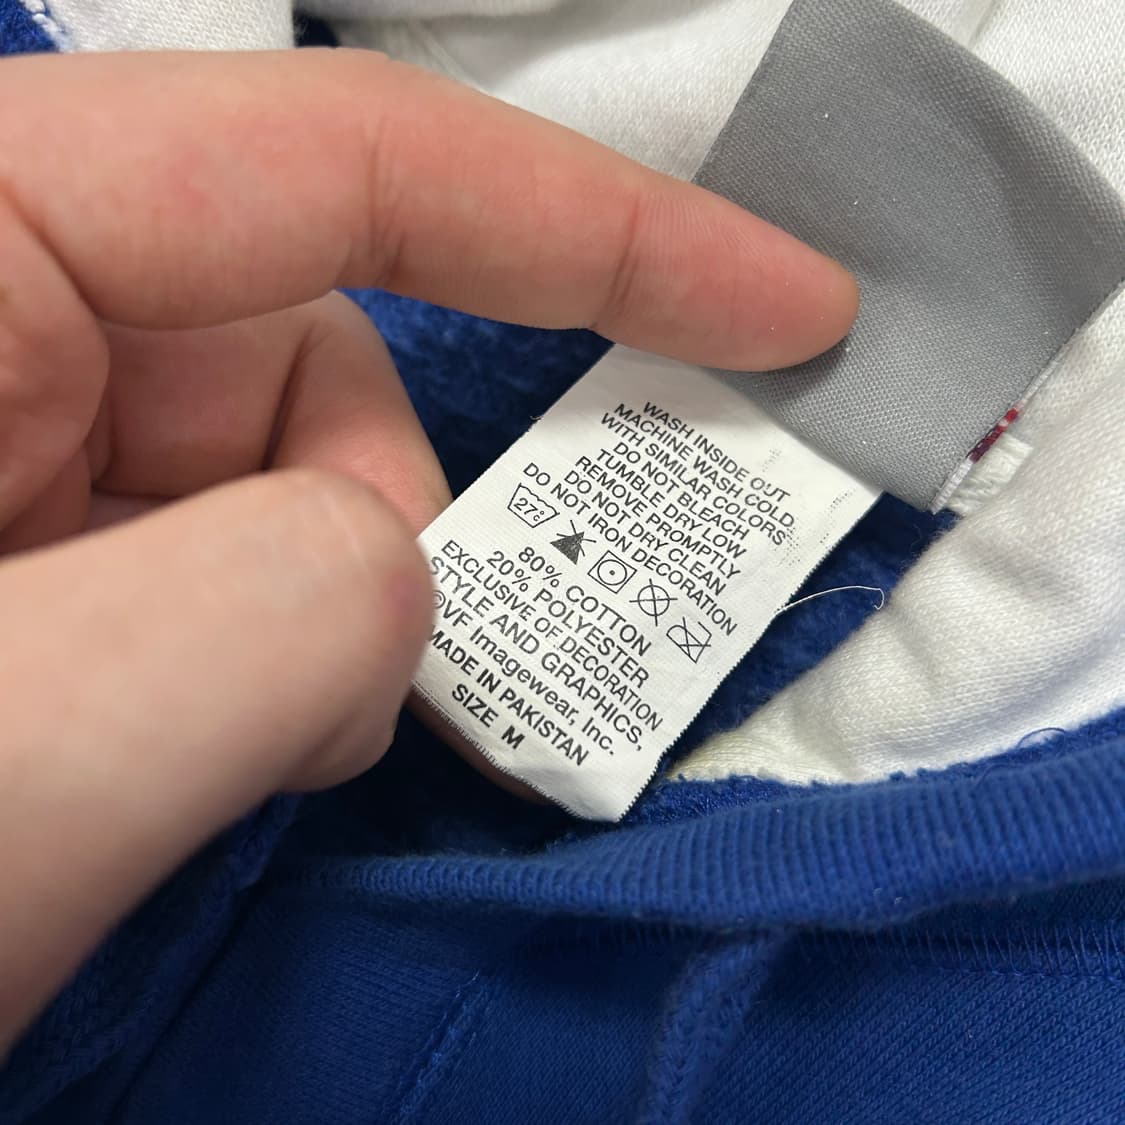 WASH INSIDE OUT
MACHINE WASH COLD
WITH SIMILAR COLORS
DO NOT BLEACH
TUMBLE DRY LOW
REMOVE PROMPTLY
DO NOT DRY CLEAN
DO NOT IRON DECORATION
27°C
80% COTTON
20% POLYESTER
EXCLUSIVE OF DECORATION
STYLE AND GRAPHICS,
©VF Imagewear, Inc.
MADE IN PAKISTAN
SIZE M